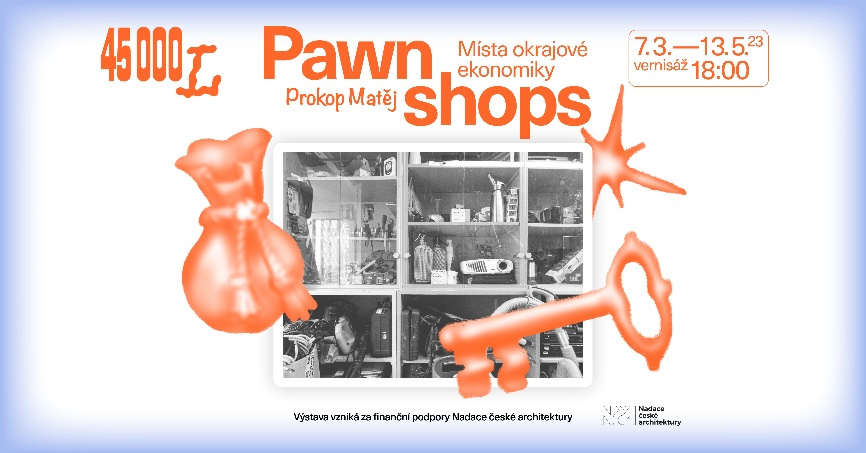 45 000 L
Pawn
shops
Místa okrajové
ekonomiky
Prokop Matěj
7. 3.—13. 5.23
vernisáž 18:00
Výstava vzniká za finanční podpory Nadace české architektury
Nadace
české
architektury